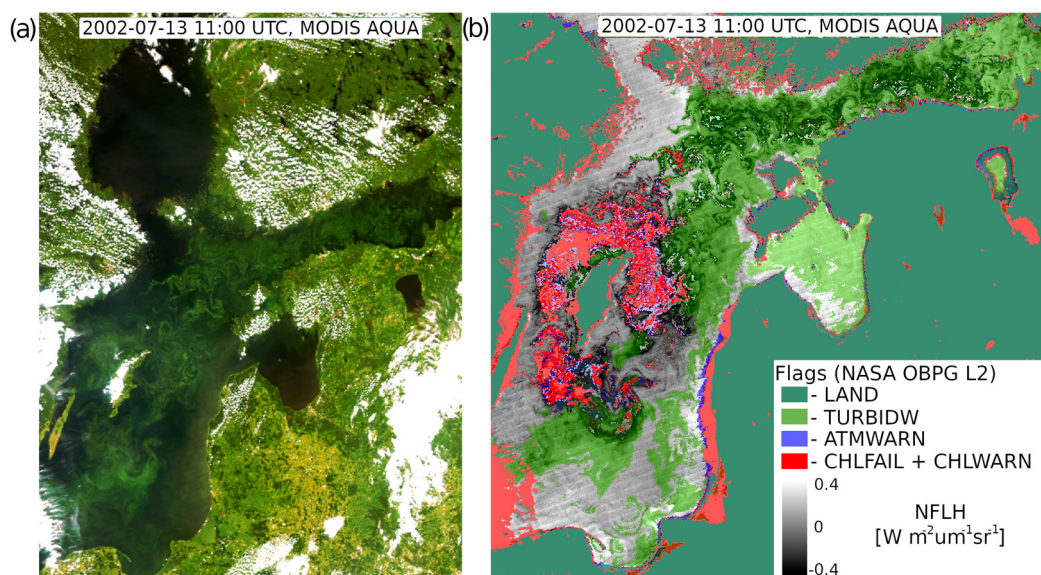 (a)
2002-07-13 11:00 UTC, MODIS AQUA
(b)
2002-07-13 11:00 UTC, MODIS AQUA
Flags (NASA OBPG L2)
- LAND
- TURBIDW
- ATMWARN
- CHLFAIL + CHLWARN
0.4
0
-0.4
NFLH
[W m⁻²um⁻¹sr⁻¹]